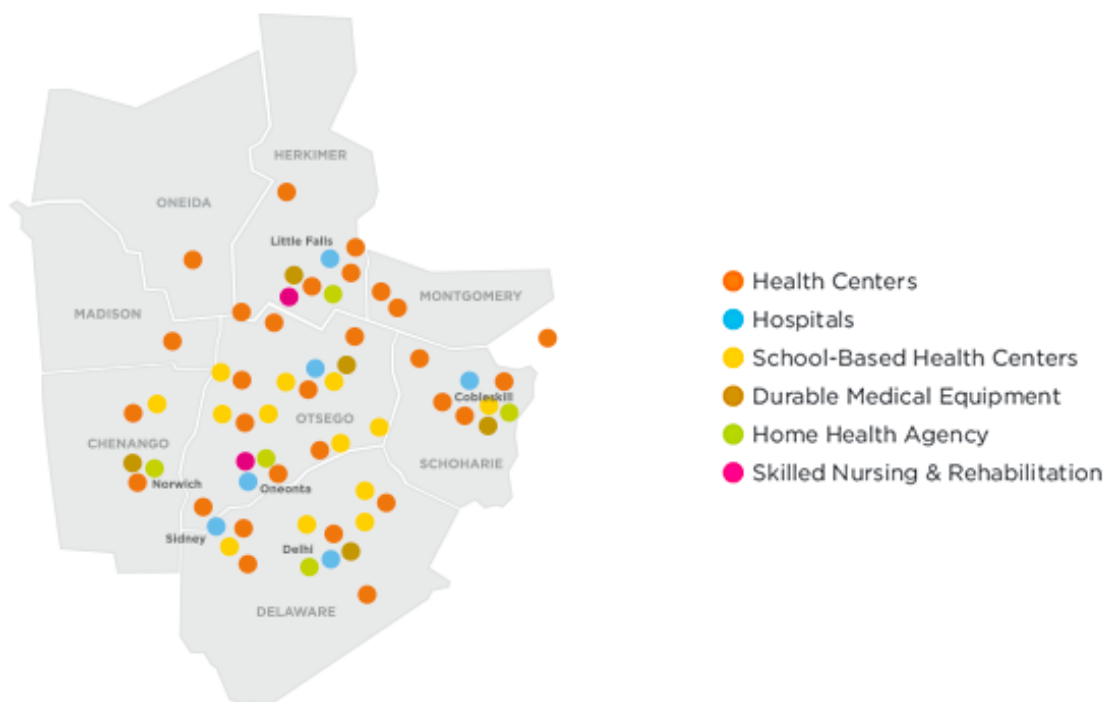 HERKIMER
ONEIDA
Little Falls
MONTGOMERY
MADISON
Cobleskill
OTSEGO
CHENANGO
SCHOHARIE
Norwich
Oneonta
Sidney
Delhi
DELAWARE
Health Centers
Hospitals
School-Based Health Centers
Durable Medical Equipment
Home Health Agency
Skilled Nursing & Rehabilitation